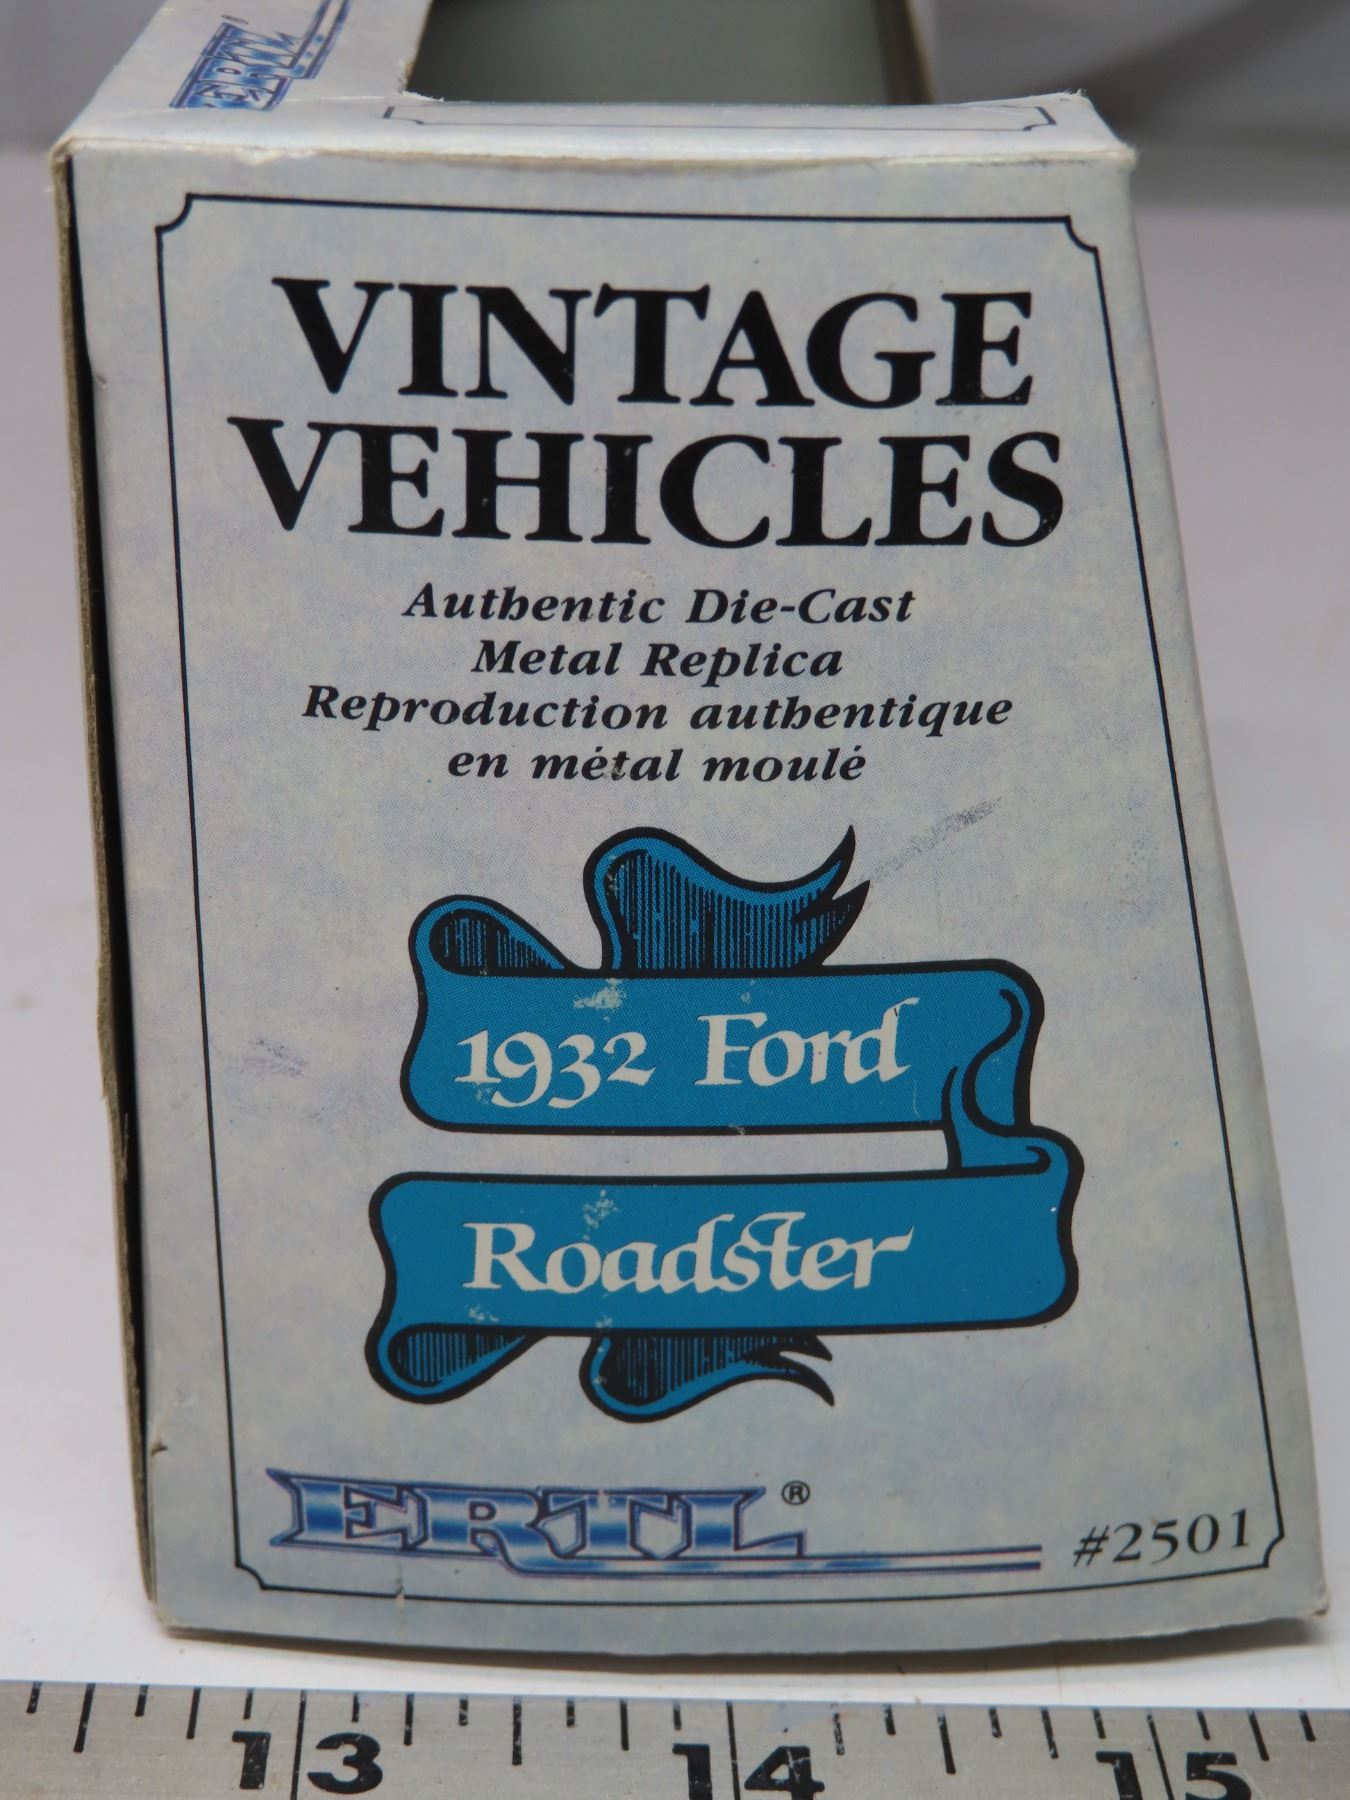 ERTL®
VINTAGE
VEHICLES
Authentic Die-Cast
Metal Replica
Reproduction authentique
en métal moulé
1932 Ford
Roadster
ERTL®
#2501
13 14 15